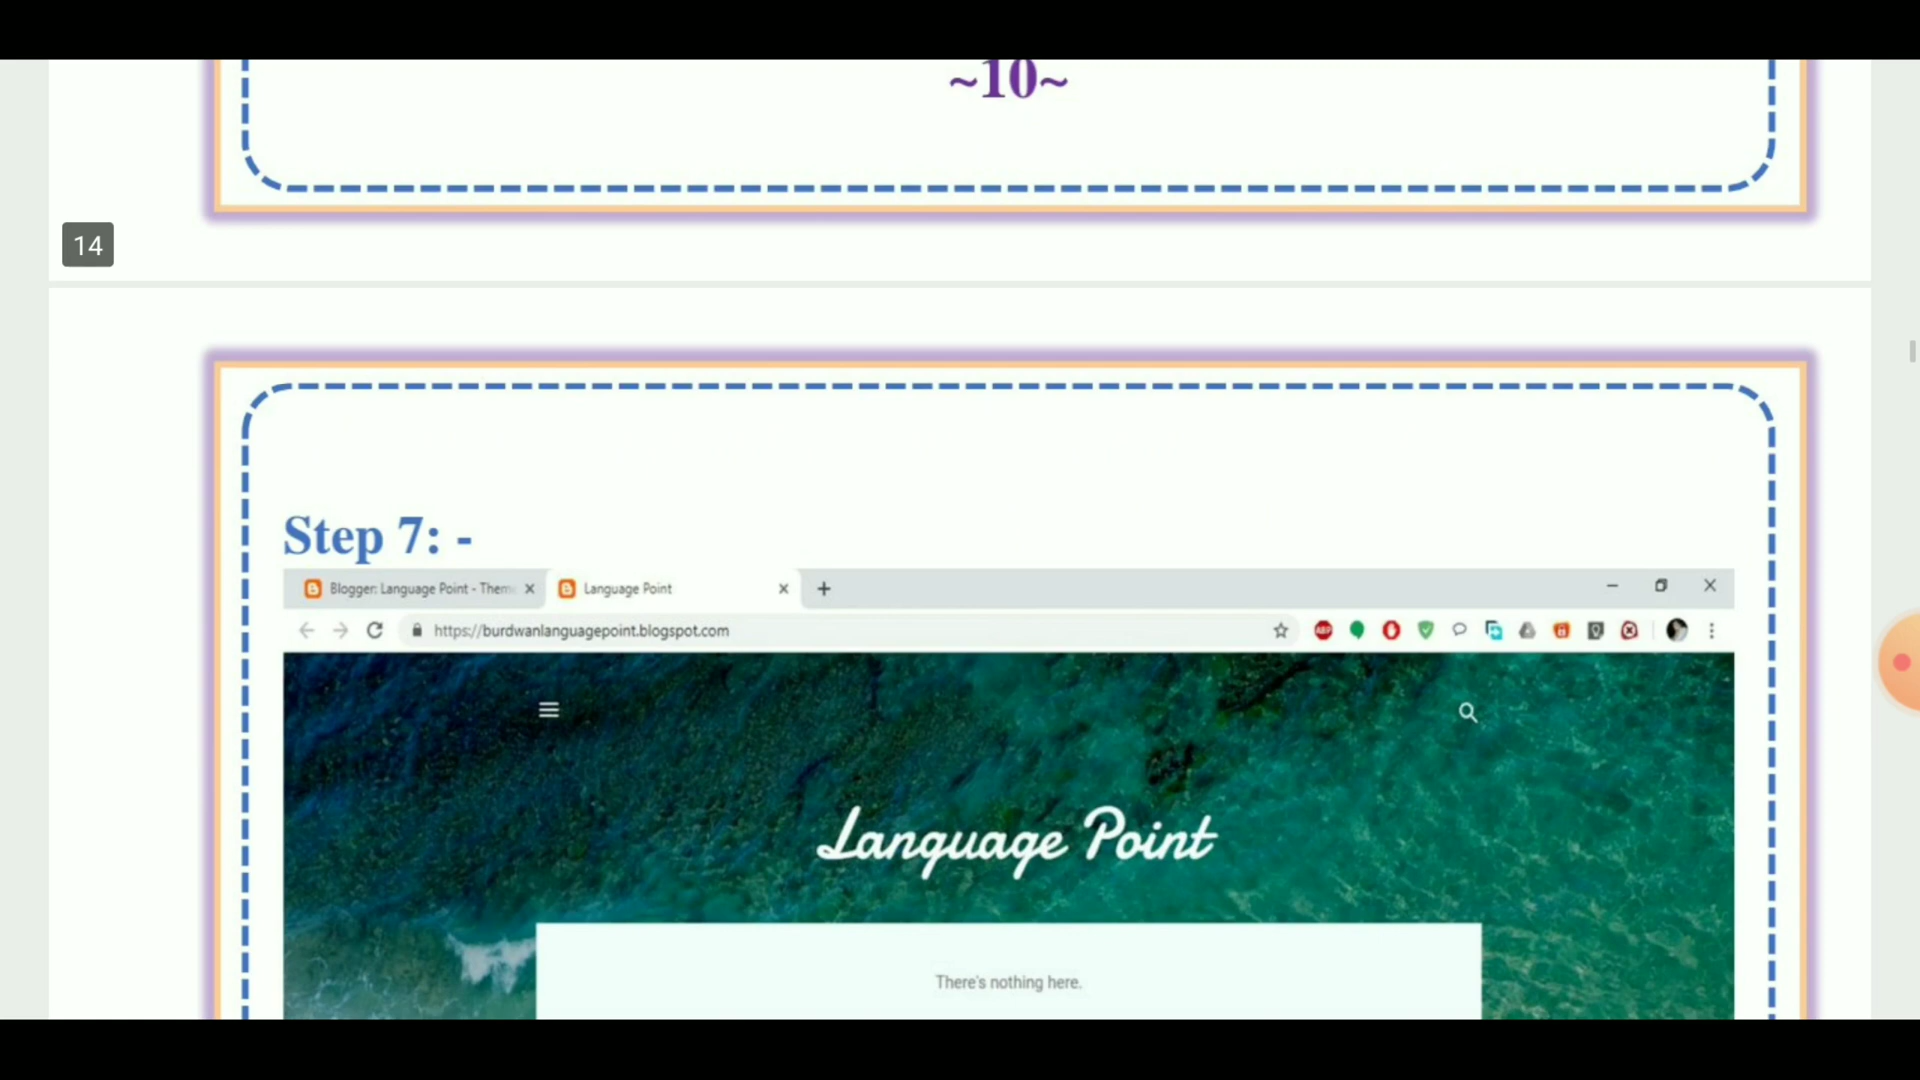 ~10~
14
Step 7: -
Blogger: Language Point - Them
Language Point
https://burdwanlanguagepoint.blogspot.com
ABP
Language Point
There's nothing here.